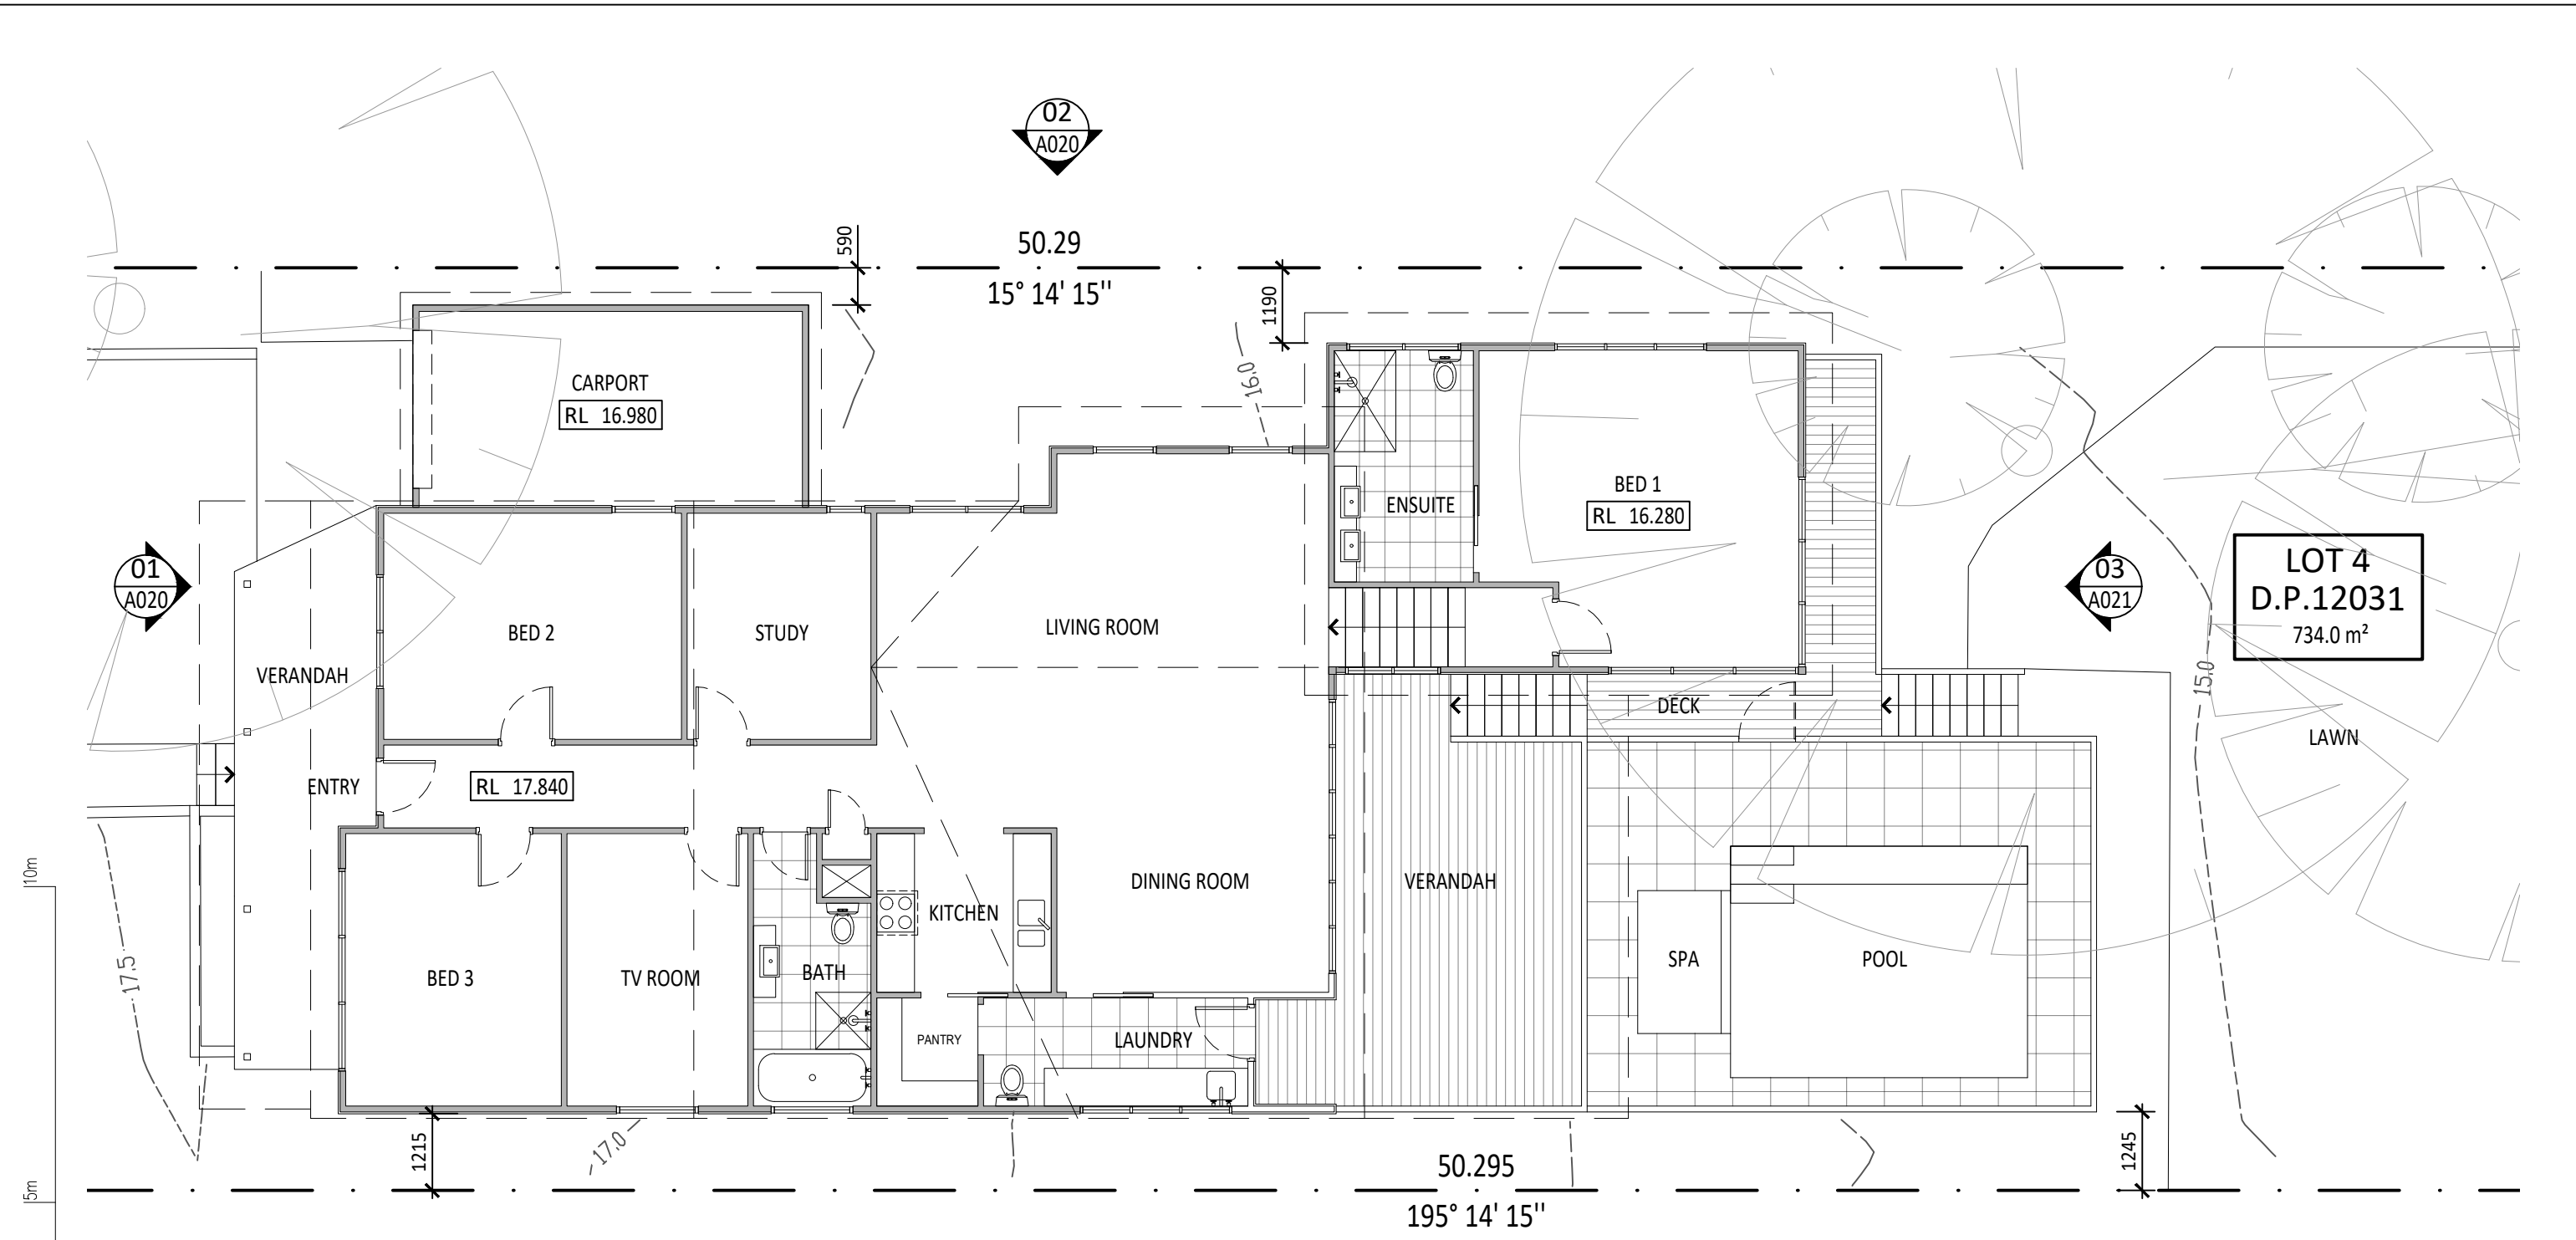 02
A020
590
50.29
15° 14' 15"
1190
16.0
CARPORT
RL 16.980
BED 1
RL 16.280
ENSUITE
01
A020
03
A021
LOT 4
D.P.12031
734.0 m²
BED 2
STUDY
LIVING ROOM
VERANDAH
DECK
15.0
LAWN
ENTRY
RL 17.840
10m
DINING ROOM
VERANDAH
KITCHEN
17.5
BED 3
TV ROOM
BATH
SPA
POOL
PANTRY
LAUNDRY
1215
17.0
50.295
1245
5m
195° 14' 15"